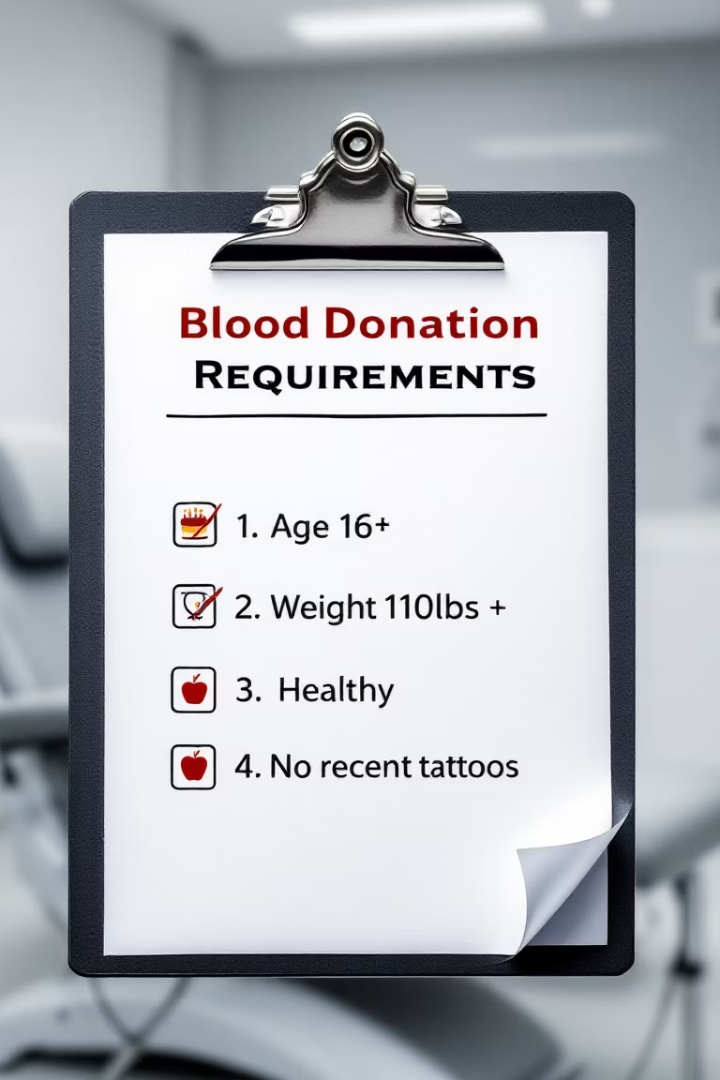 Blood Donation
REQUIREMENTS
1. Age 16+
2. Weight 110lbs +
3. Healthy
4. No recent tattoos